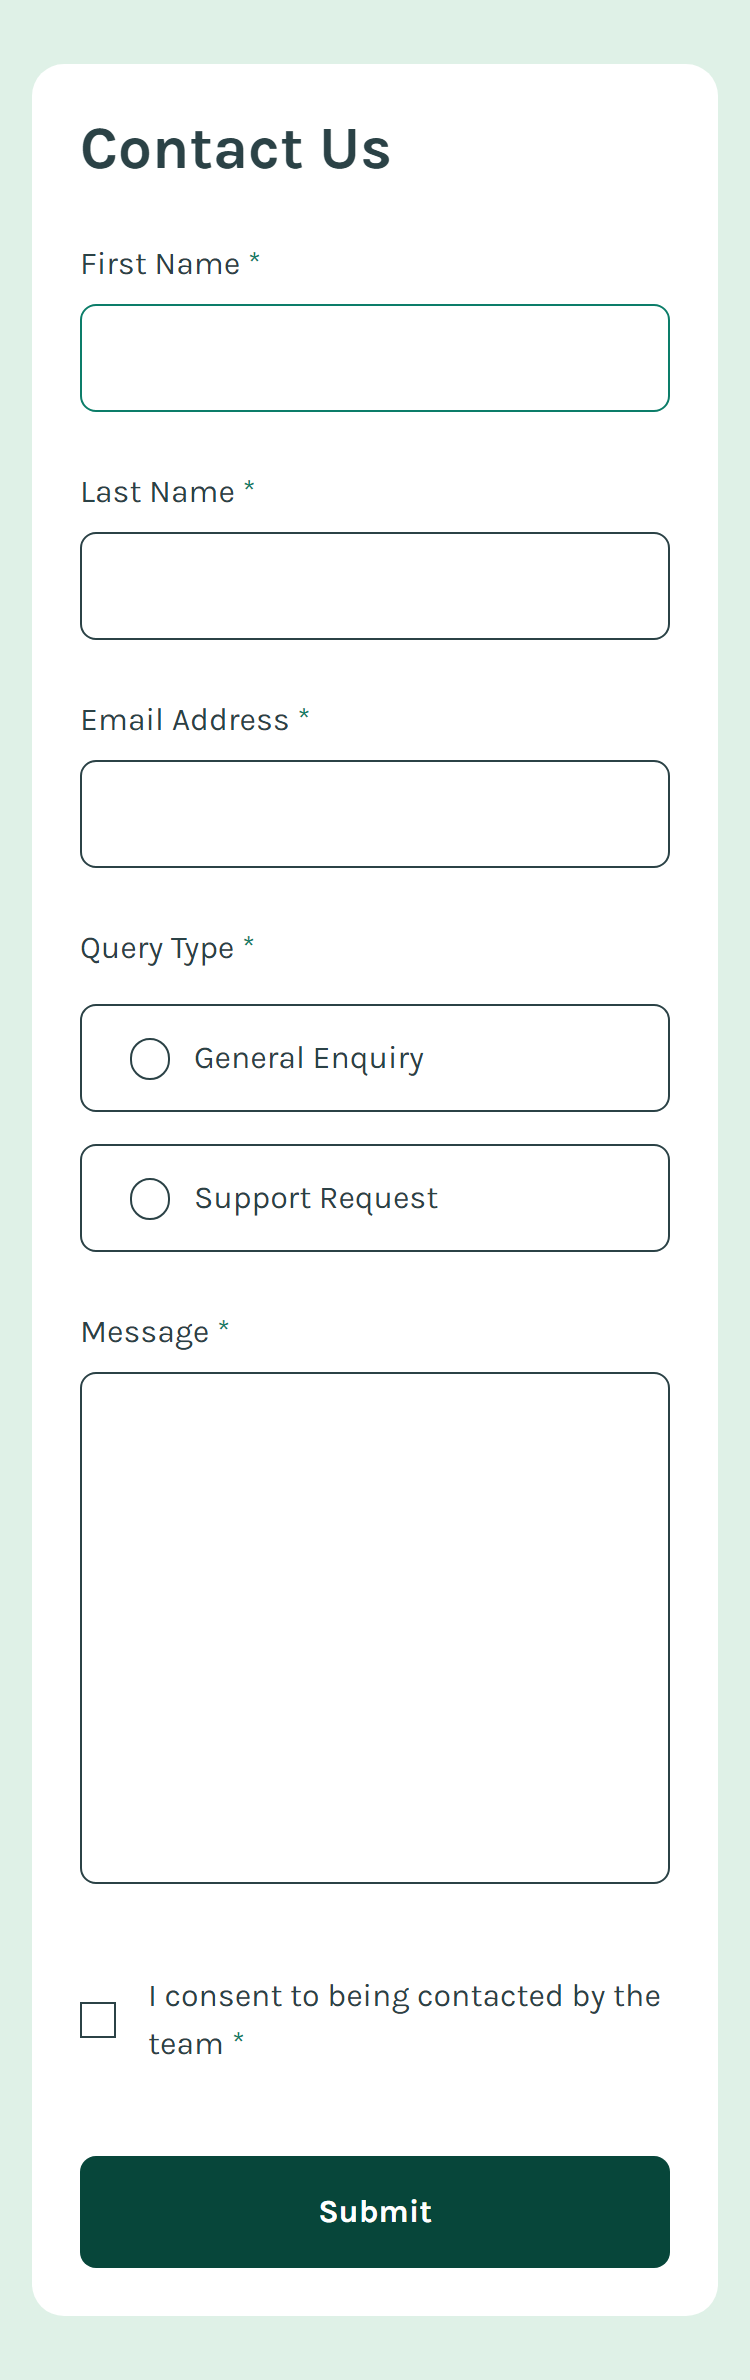 Contact Us
First Name *
Last Name *
Email Address *
Query Type *
General Enquiry
Support Request
Message *
I consent to being contacted by the
team *
Submit